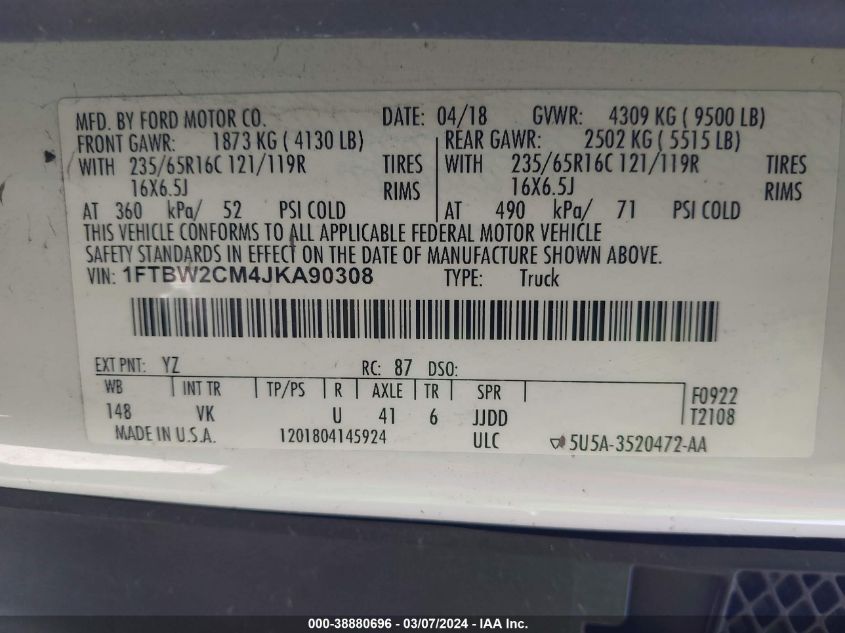 MFD. BY FORD MOTOR CO. DATE: 04/18 GVWR: 4309 KG ( 9500 LB)
FRONT GAWR: 1873 KG ( 4130 LB) REAR GAWR: 2502 KG ( 5515 LB)
WITH 235/65R16C 121/119R TIRES WITH 235/65R16C 121/119R TIRES
16X6.5J RIMS 16X6.5J RIMS
AT 360 kPa/ 52 PSI COLD AT 490 kPa/ 71 PSI COLD
THIS VEHICLE CONFORMS TO ALL APPLICABLE FEDERAL MOTOR VEHICLE
SAFETY STANDARDS IN EFFECT ON THE DATE OF MANUFACTURE SHOWN ABOVE.
VIN: 1FTBW2CM4JKA90308 TYPE: Truck
EXT PNT: YZ RC: 87 DSO:
WB INT TR TP/PS R AXLE TR SPR F0922
148 VK U 41 6 JJDD T2108
MADE IN U.S.A. 1201804145924 ULC 5U5A-3520472-AA
000-38880696 - 03/07/2024 - IAA Inc.